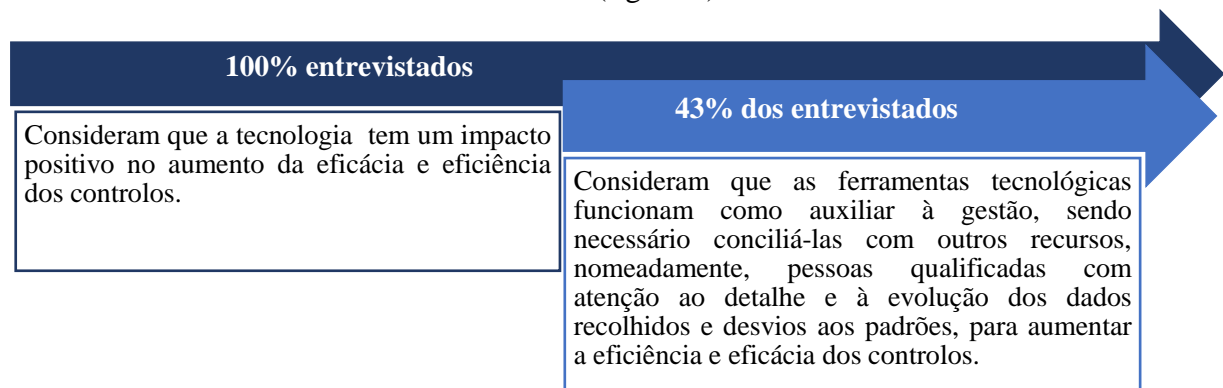 100% entrevistados
Consideram que a tecnologia tem um impacto
positivo no aumento da eficácia e eficiência
dos controlos.
43% dos entrevistados
Consideram que as ferramentas tecnológicas
funcionam como auxiliar à gestão, sendo
necessário conciliá-las com outros recursos,
nomeadamente, pessoas qualificadas com
atenção ao detalhe e à evolução dos dados
recolhidos e desvios aos padrões, para aumentar
a eficiência e eficácia dos controlos.